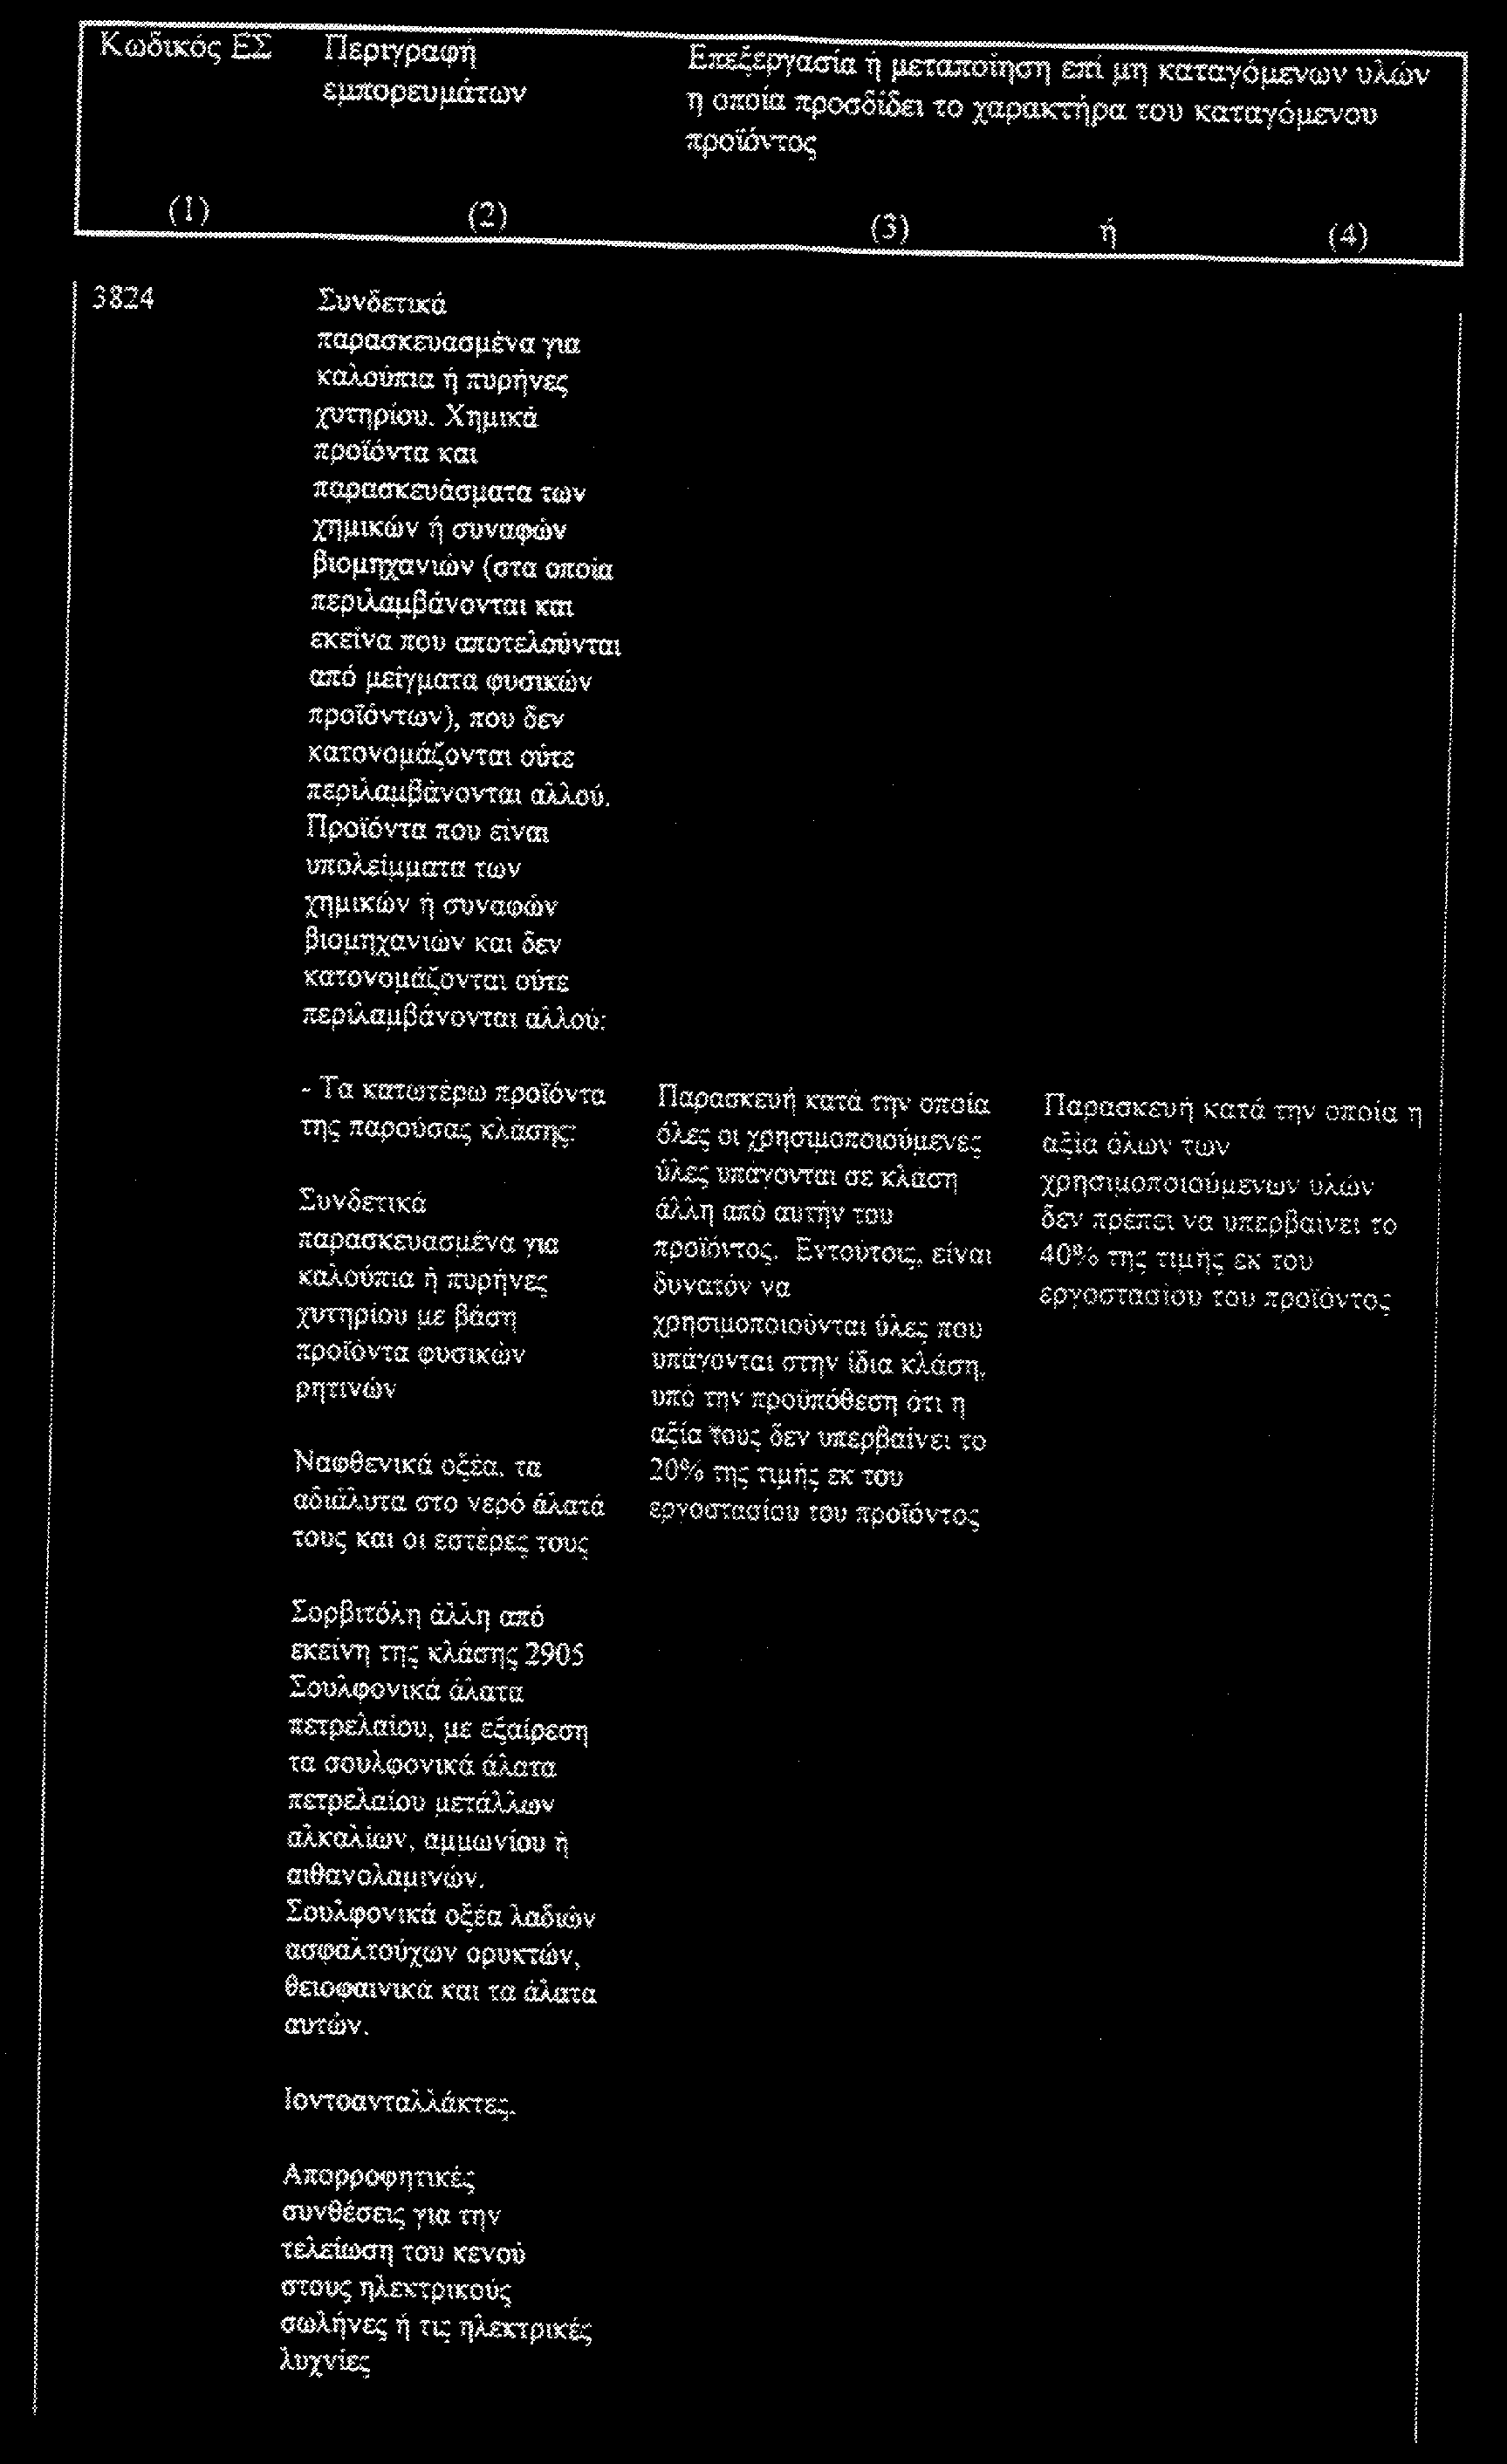 Κωδικός ΕΣ
Περιγραφή
εμπορευμάτων
Επεξεργασία ή μεταποίηση επί μη καταγόμενων υλών
η οποία προσδίδει το χαρακτήρα του καταγόμενου
προϊόντος
(1)
(2)
(3)
ή
(4)
3824
Συνδετικά
παρασκευασμένα για
καλούπια ή πυρήνες
χυτηρίου. Χημικά
προϊόντα και
παρασκευάσματα των
χημικών ή συναφών
βιομηχανιών (στα οποία
περιλαμβάνονται και
εκείνα που αποτελούνται
από μείγματα φυσικών
προϊόντων), που δεν
κατονομάζονται ούτε
περιλαμβάνονται αλλού.
Προϊόντα που είναι
υπολείμματα των
χημικών ή συναφών
βιομηχανιών και δεν
κατονομάζονται ούτε
περιλαμβάνονται αλλού:
- Τα κατωτέρω προϊόντα
της παρούσας κλάσης:
Συνδετικά
παρασκευασμένα για
καλούπια ή πυρήνες
χυτηρίου με βάση
προϊόντα φυσικών
ρητινών
Ναφθενικά οξέα, τα
αδιάλυτα στο νερό άλατά
τους και οι εστέρες τους
Σορβιτόλη άλλη από
εκείνη της κλάσης 2905
Σουλφονικά άλατα
πετρελαίου, με εξαίρεση
τα σουλφονικά άλατα
πετρελαίου μετάλλων
αλκαλίων, αμμωνίου ή
αιθανολαμινών.
Σουλφονικά οξέα λαδιών
ασφαλτούχων ορυκτών,
θειοφαινικά και τα άλατα
αυτών.
Ιοντοανταλλάκτες.
Απορροφητικές
συνθέσεις για την
τελείωση του κενού
στους ηλεκτρικούς
σωλήνες ή τις ηλεκτρικές
λυχνίες
Παρασκευή κατά την οποία
όλες οι χρησιμοποιούμενες
ύλες υπάγονται σε κλάση
άλλη από αυτήν του
προϊόντος. Εντούτοις, είναι
δυνατόν να
χρησιμοποιούνται ύλες που
υπάγονται στην ίδια κλάση,
υπό την προϋπόθεση ότι η
αξία τους δεν υπερβαίνει το
20% της τιμής εκ του
εργοστασίου του προϊόντος
Παρασκευή κατά την οποία η
αξία όλων των
χρησιμοποιούμενων υλών
δεν πρέπει να υπερβαίνει το
40% της τιμής εκ του
εργοστασίου του προϊόντος